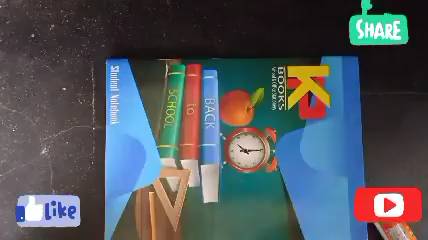 SHARE
K
BOOKS
Student Notebook
BACK
TO
SCHOOL
like